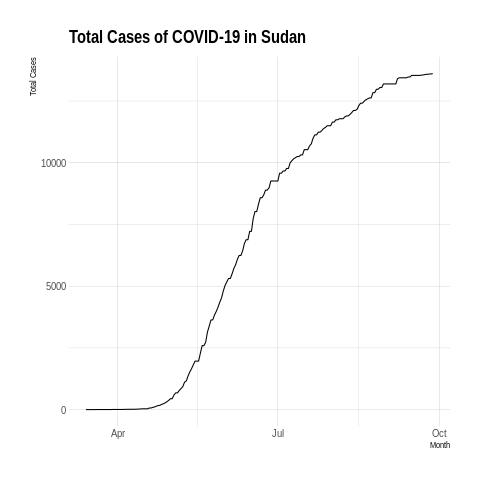 Total Cases of COVID-19 in Sudan
Total Cases
10000
5000
0
Apr Jul Oct
Month